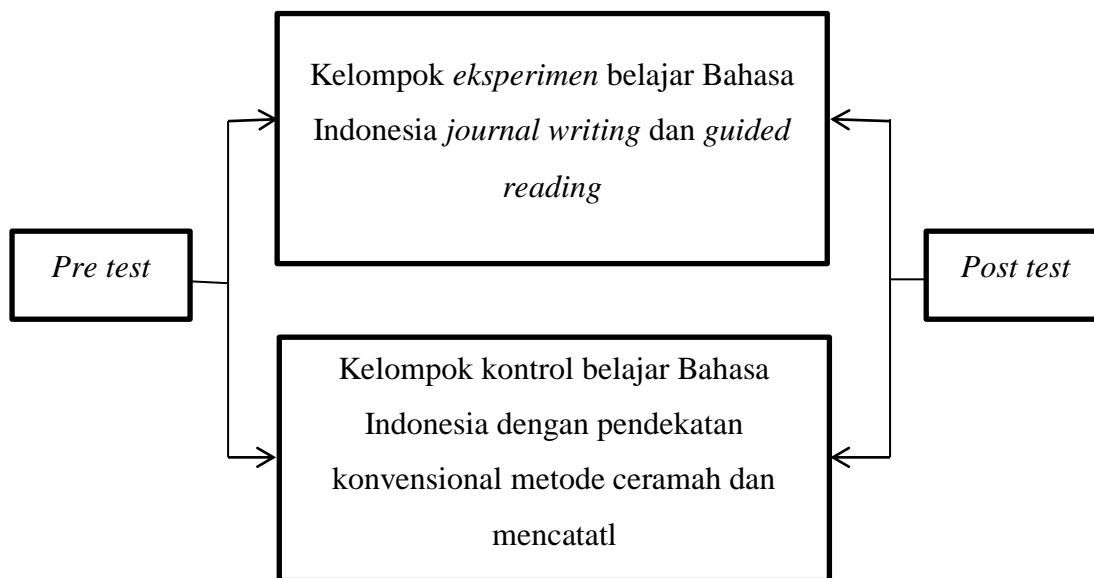 Kelompok eksperimen belajar Bahasa
Indonesia journal writing dan guided
reading
Pre test
Post test
Kelompok kontrol belajar Bahasa
Indonesia dengan pendekatan
konvensional metode ceramah dan
mencatatl